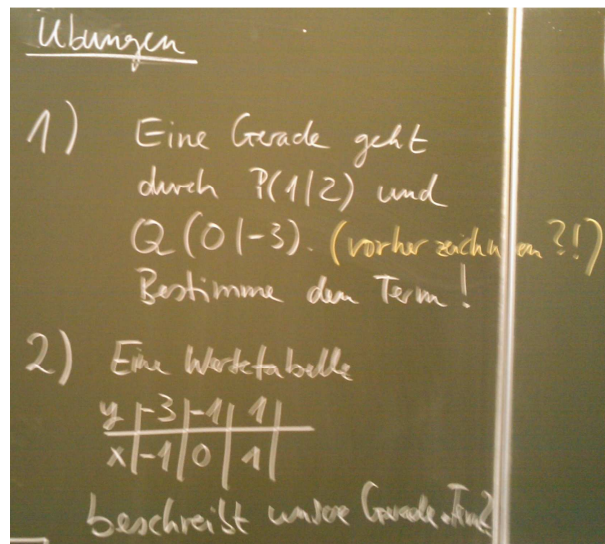 Übungen
1) Eine Gerade geht
durch P(1|2) und
Q(0|-3). (vorher zeichnen ?!)
Bestimme den Term!
2) Eine Wertetabelle
y | -3 | -1 | 1 |
x | -1 | 0 | 1 |
beschreibt unsere Gerade. Term?